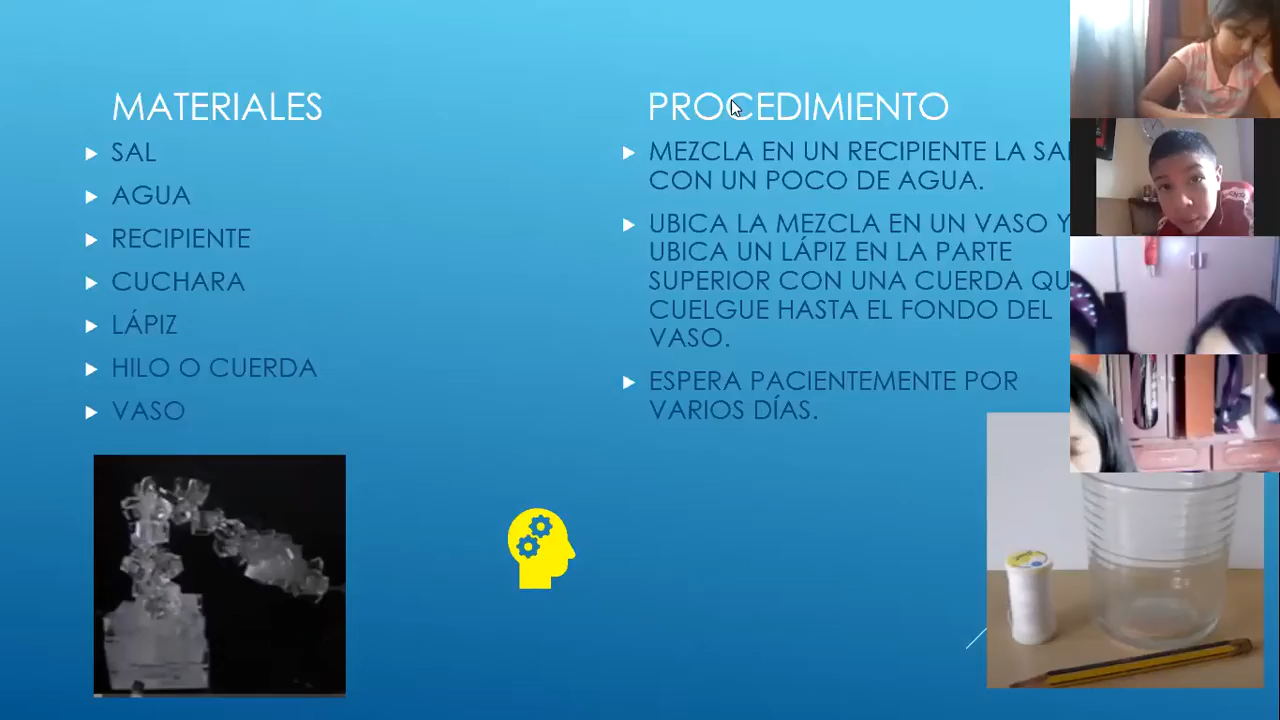 MATERIALES
SAL
AGUA
RECIPIENTE
CUCHARA
LÁPIZ
HILO O CUERDA
VASO
PROCEDIMIENTO
MEZCLA EN UN RECIPIENTE LA
CON UN POCO DE AGUA.
UBICA LA MEZCLA EN UN VASO Y
UBICA UN LÁPIZ EN LA PARTE
SUPERIOR CON UNA CUERDA
CUELGUE HASTA EL FONDO DEL
VASO.
ESPERA PACIENTEMENTE POR
VARIOS DÍAS.